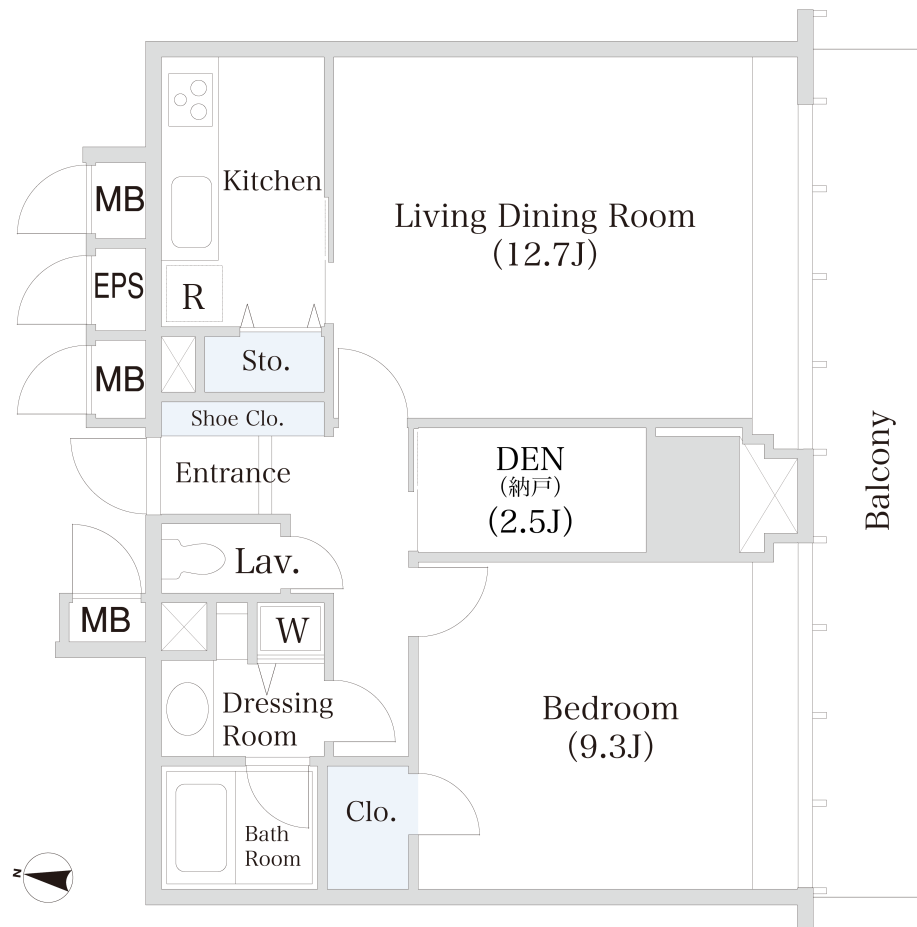 Kitchen
MB
Living Dining Room
(12.7J)
EPS
R
MB
Sto.
Shoe Clo.
Entrance
DEN
(納戸)
(2.5J)
Balcony
Lav.
MB
W
Dressing
Room
Bedroom
(9.3J)
Clo.
Bath
Room
N